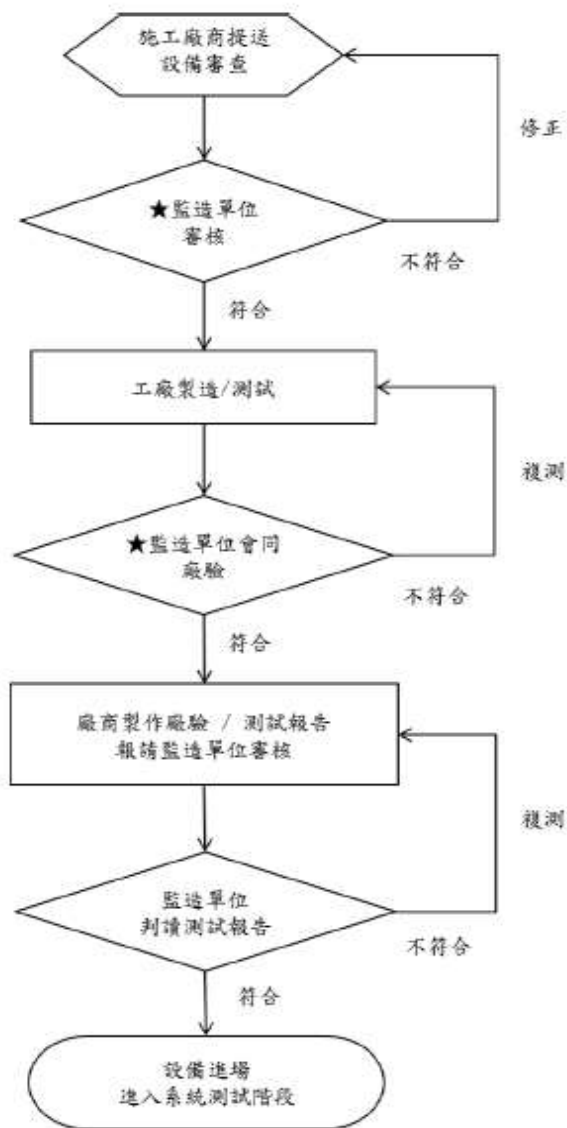 施工廠商提送
設備審查
修正
★監造單位
審核
不符合
符合
工廠製造/測試
複測
★監造單位會同
廠驗
不符合
符合
廠商製作廠驗 / 測試報告
報請監造單位審核
複測
監造單位
判讀測試報告
不符合
符合
設備進場
進入系統測試階段